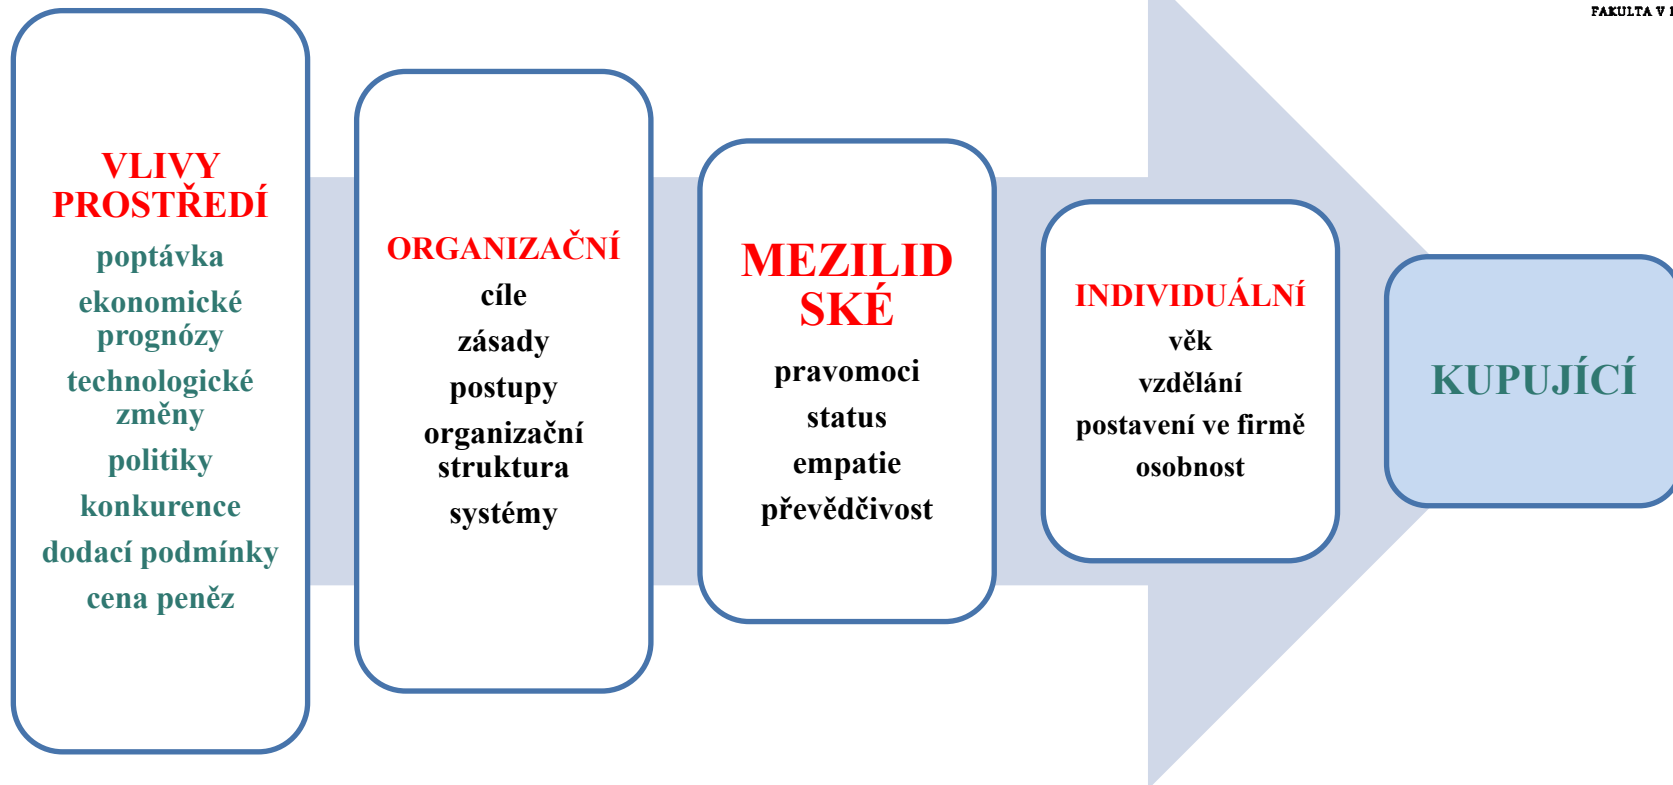 FAKULTA V
VLIVY
PROSTŘEDÍ
poptávka
ekonomické
prognózy
technologické
změny
politiky
konkurence
dodací podmínky
cena peněz
ORGANIZAČNÍ
cíle
zásady
postupy
organizační
struktura
systémy
MEZILID
SKÉ
pravomoci
status
empatie
převědčivost
INDIVIDUÁLNÍ
věk
vzdělání
postavení ve firmě
osobnost
KUPUJÍCÍ